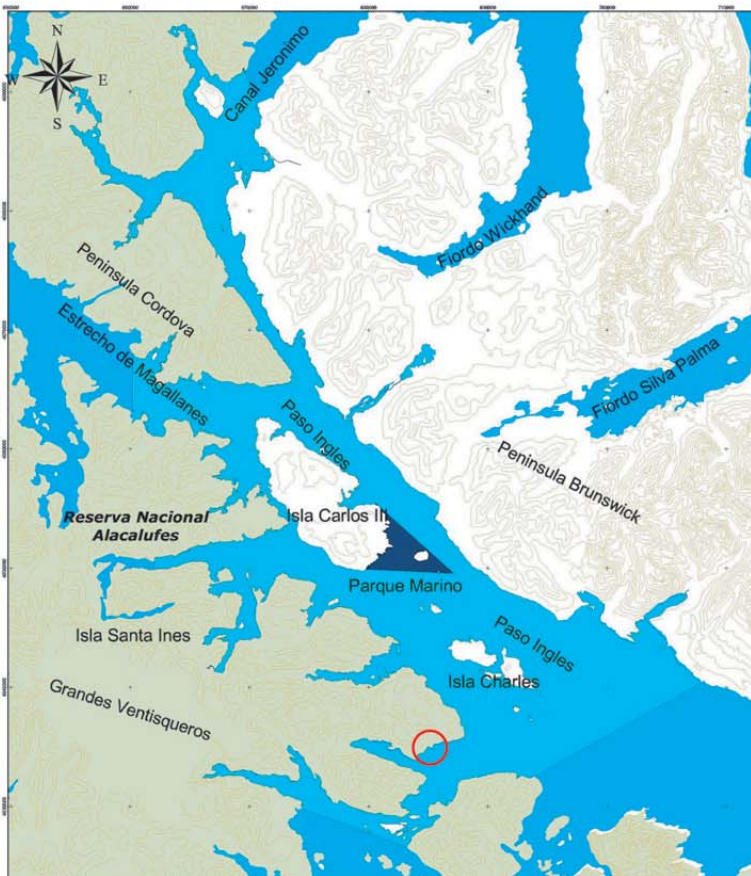 N
W E
S
Canal Jeronimo
Fiordo Wickhand
Peninsula Cordova
Estrecho de Magallanes
Fiordo Silva Palma
Paso Ingles
Peninsula Brunswick
Isla Carlos III
Reserva Nacional
Alacalufes
Parque Marino
Isla Santa Ines
Paso Ingles
Isla Charles
Grandes Ventisqueros